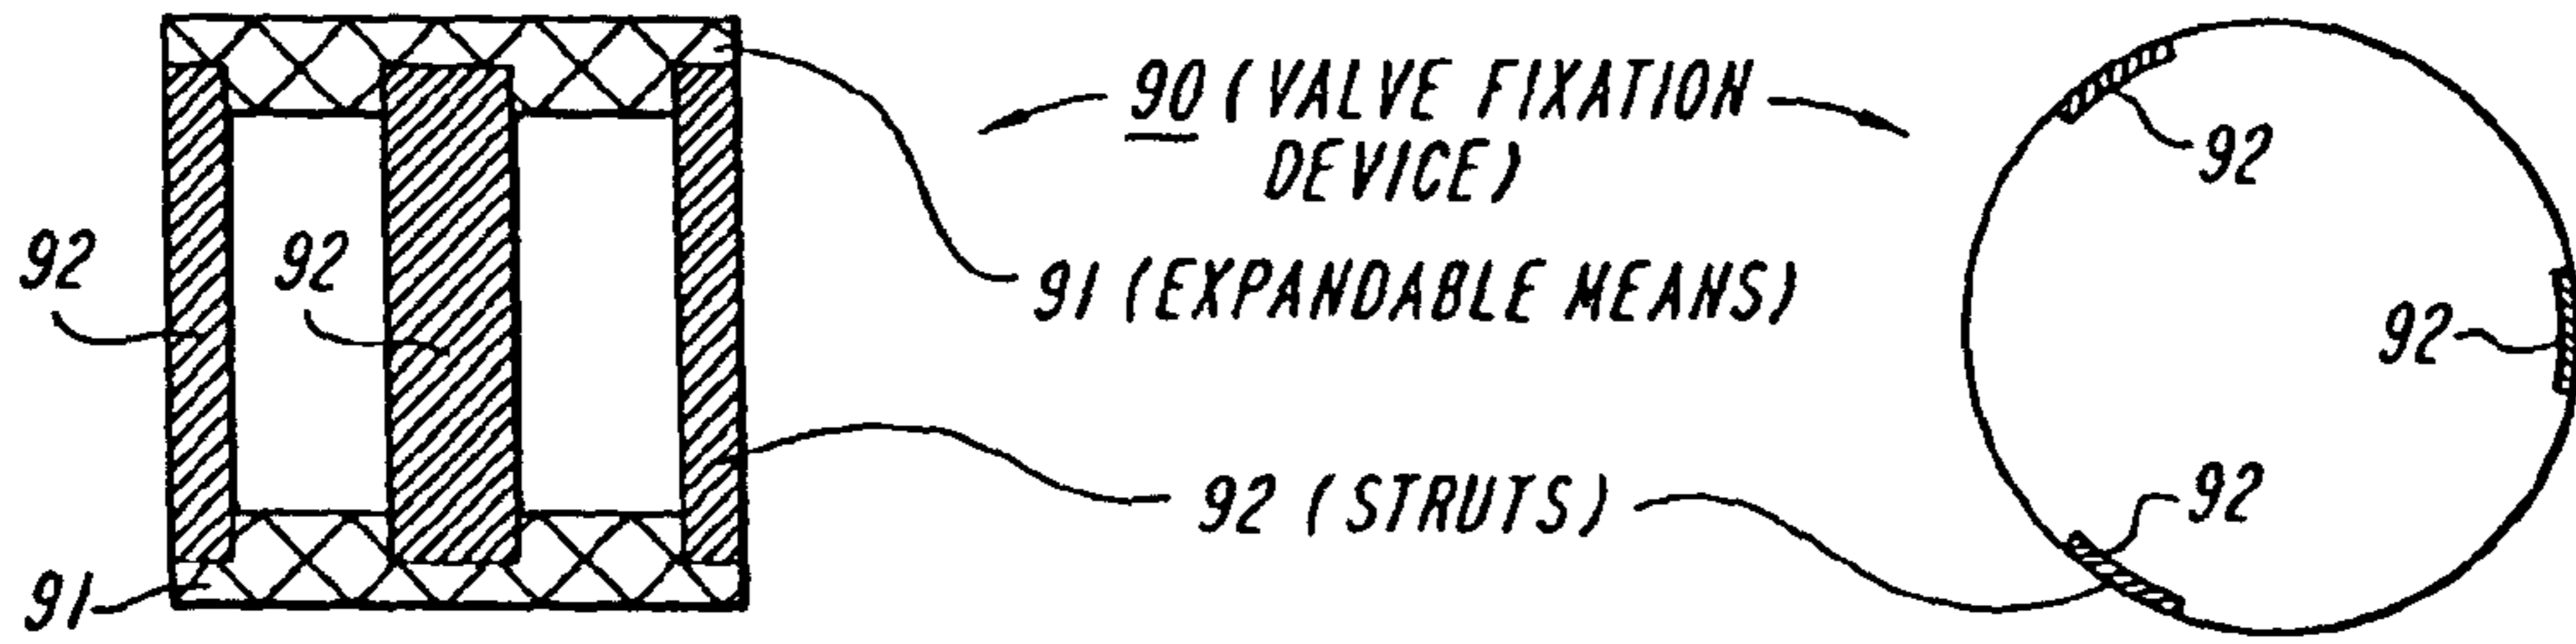 90 (VALVE FIXATION
DEVICE)
92
92
91 (EXPANDABLE MEANS)
92
92
92 (STRUTS)
92
91